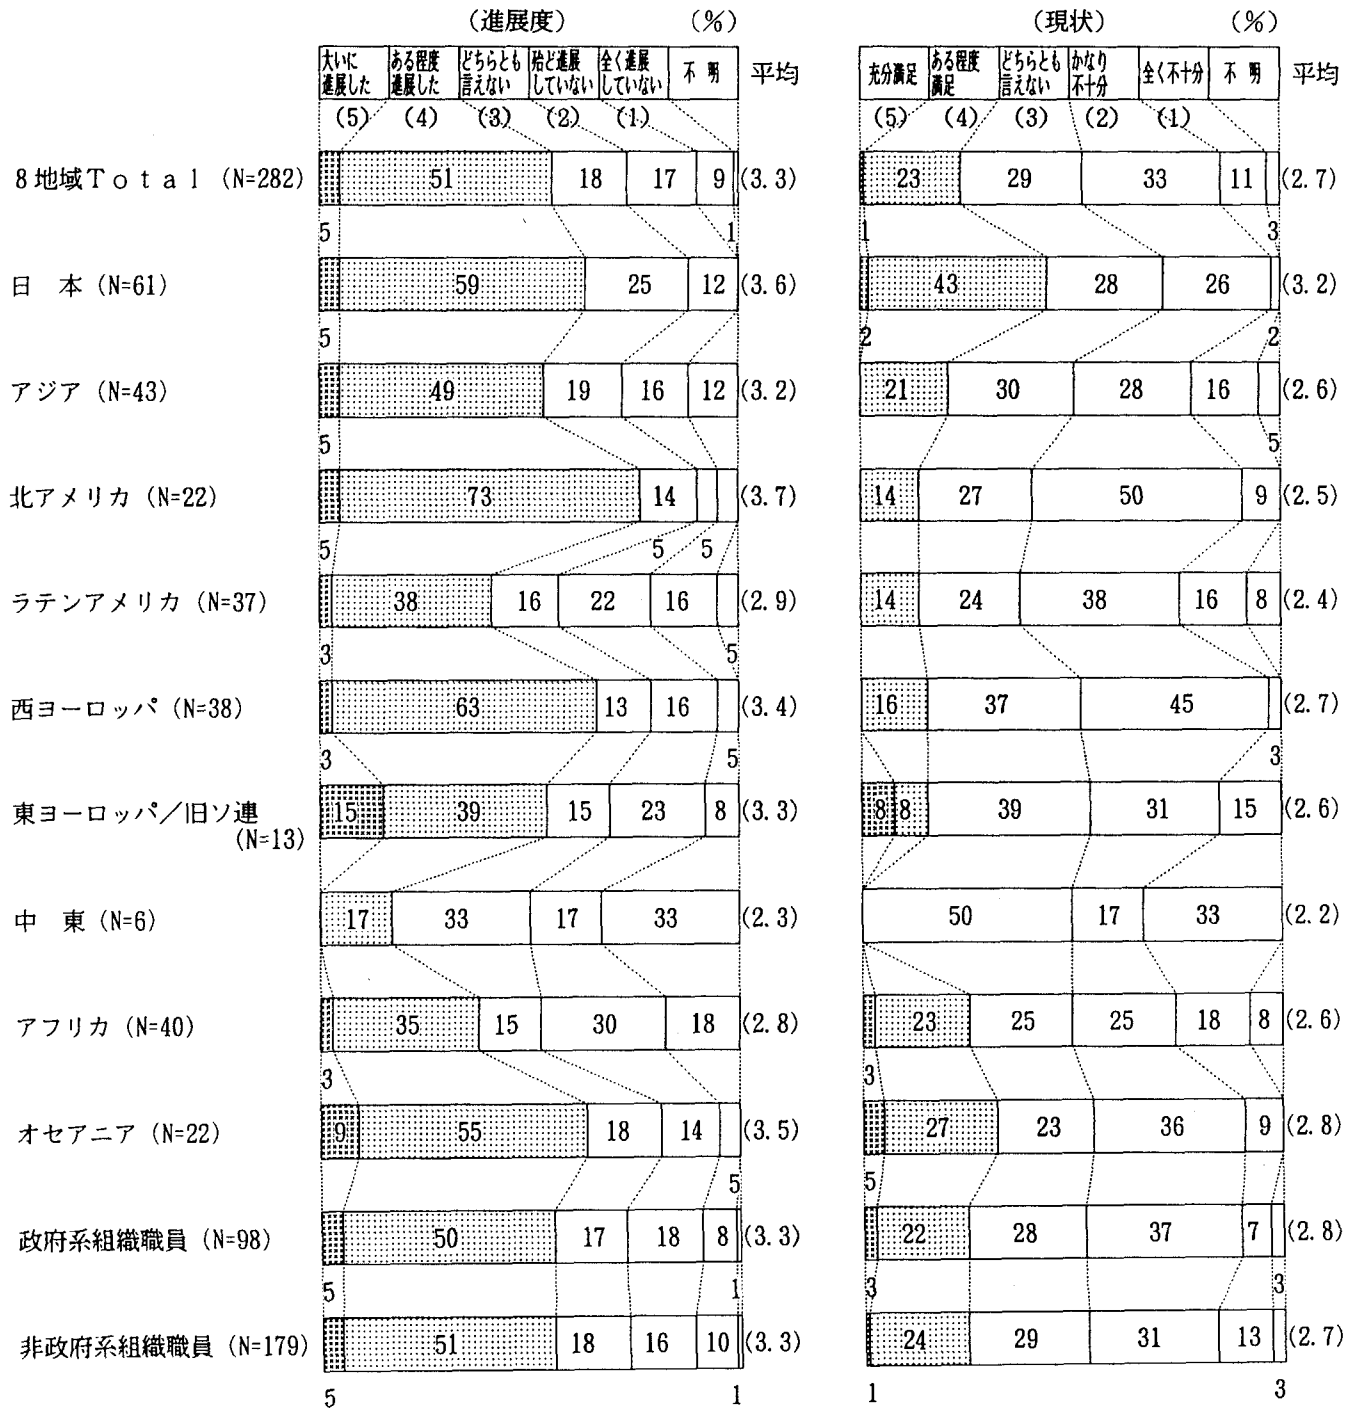 (進展度) (%) (現状) (%)
大いに進展した ある程度進展した どちらとも言えない 殆ど進展していない 全く進展していない 不明 平均 充分満足 ある程度満足 どちらとも言えない かなり不十分 全く不十分 不明 平均
(5) (4) (3) (2) (1) (5) (4) (3) (2) (1)
8地域Total (N=282) 51 18 17 9 (3.3) 23 29 33 11 (2.7)
5 1 1 3
日 本 (N=61) 59 25 12 (3.6) 43 28 26 (3.2)
5 2 2
アジア (N=43) 49 19 16 12 (3.2) 21 30 28 16 (2.6)
5 5
北アメリカ (N=22) 73 14 (3.7) 14 27 50 9 (2.5)
5 5 5
ラテンアメリカ (N=37) 38 16 22 16 (2.9) 14 24 38 16 8 (2.4)
3 5
西ヨーロッパ (N=38) 63 13 16 (3.4) 16 37 45 (2.7)
3 5 3
東ヨーロッパ/旧ソ連 15 39 15 23 8 (3.3) 8 8 39 31 15 (2.6)
(N=13)
中 東 (N=6) 17 33 17 33 (2.3) 50 17 33 (2.2)
アフリカ (N=40) 35 15 30 18 (2.8) 23 25 25 18 8 (2.6)
3 3
オセアニア (N=22) 9 55 18 14 (3.5) 27 23 36 9 (2.8)
5 5
政府系組織職員 (N=98) 50 17 18 8 (3.3) 22 28 37 7 (2.8)
5 1 3 3
非政府系組織職員 (N=179) 51 18 16 10 (3.3) 24 29 31 13 (2.7)
5 1 1 3